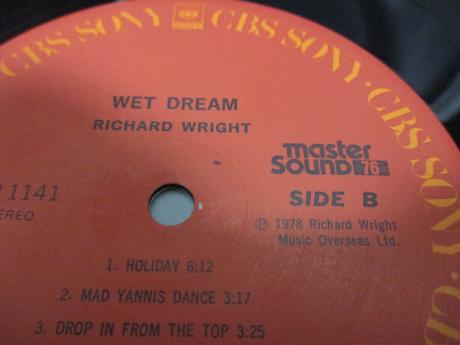 CBS SONY CBS SONY · CBS SONY
WET DREAM
RICHARD WRIGHT
master
SOUND 76
1141
SIDE B
℗ 1978 Richard Wright
Music Overseas Ltd.
1. HOLIDAY 6:12
2. MAD YANNIS DANCE 3:17
3. DROP IN FROM THE TOP 3:25